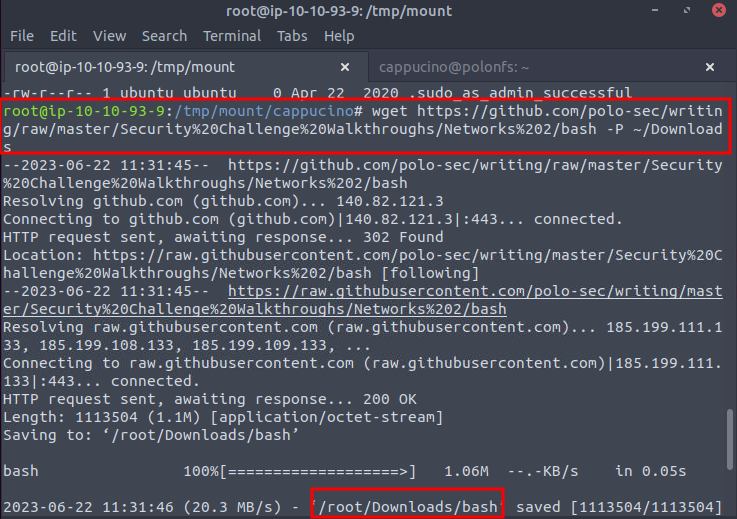 root@ip-10-10-93-9: /tmp/mount
File Edit View Search Terminal Tabs Help
root@ip-10-10-93-9: /tmp/mount × cappucino@polonfs: ~ ×
-rw-r--r-- 1 ubuntu ubuntu    0 Apr 22  2020 .sudo_as_admin_successful
root@ip-10-10-93-9:/tmp/mount/cappucino# wget https://github.com/polo-sec/writin
g/raw/master/Security%20Challenge%20Walkthroughs/Networks%202/bash -P ~/Download
s
--2023-06-22 11:31:45--  https://github.com/polo-sec/writing/raw/master/Security
%20Challenge%20Walkthroughs/Networks%202/bash
Resolving github.com (github.com)... 140.82.121.3
Connecting to github.com (github.com)|140.82.121.3|:443... connected.
HTTP request sent, awaiting response... 302 Found
Location: https://raw.githubusercontent.com/polo-sec/writing/master/Security%20C
hallenge%20Walkthroughs/Networks%202/bash [following]
--2023-06-22 11:31:45--  https://raw.githubusercontent.com/polo-sec/writing/mast
er/Security%20Challenge%20Walkthroughs/Networks%202/bash
Resolving raw.githubusercontent.com (raw.githubusercontent.com)... 185.199.111.1
33, 185.199.108.133, 185.199.109.133, ...
Connecting to raw.githubusercontent.com (raw.githubusercontent.com)|185.199.111.
133|:443... connected.
HTTP request sent, awaiting response... 200 OK
Length: 1113504 (1.1M) [application/octet-stream]
Saving to: ‘/root/Downloads/bash’
bash                100%[===================>]   1.06M  --.-KB/s    in 0.05s
2023-06-22 11:31:46 (20.3 MB/s) - ‘/root/Downloads/bash’ saved [1113504/1113504]